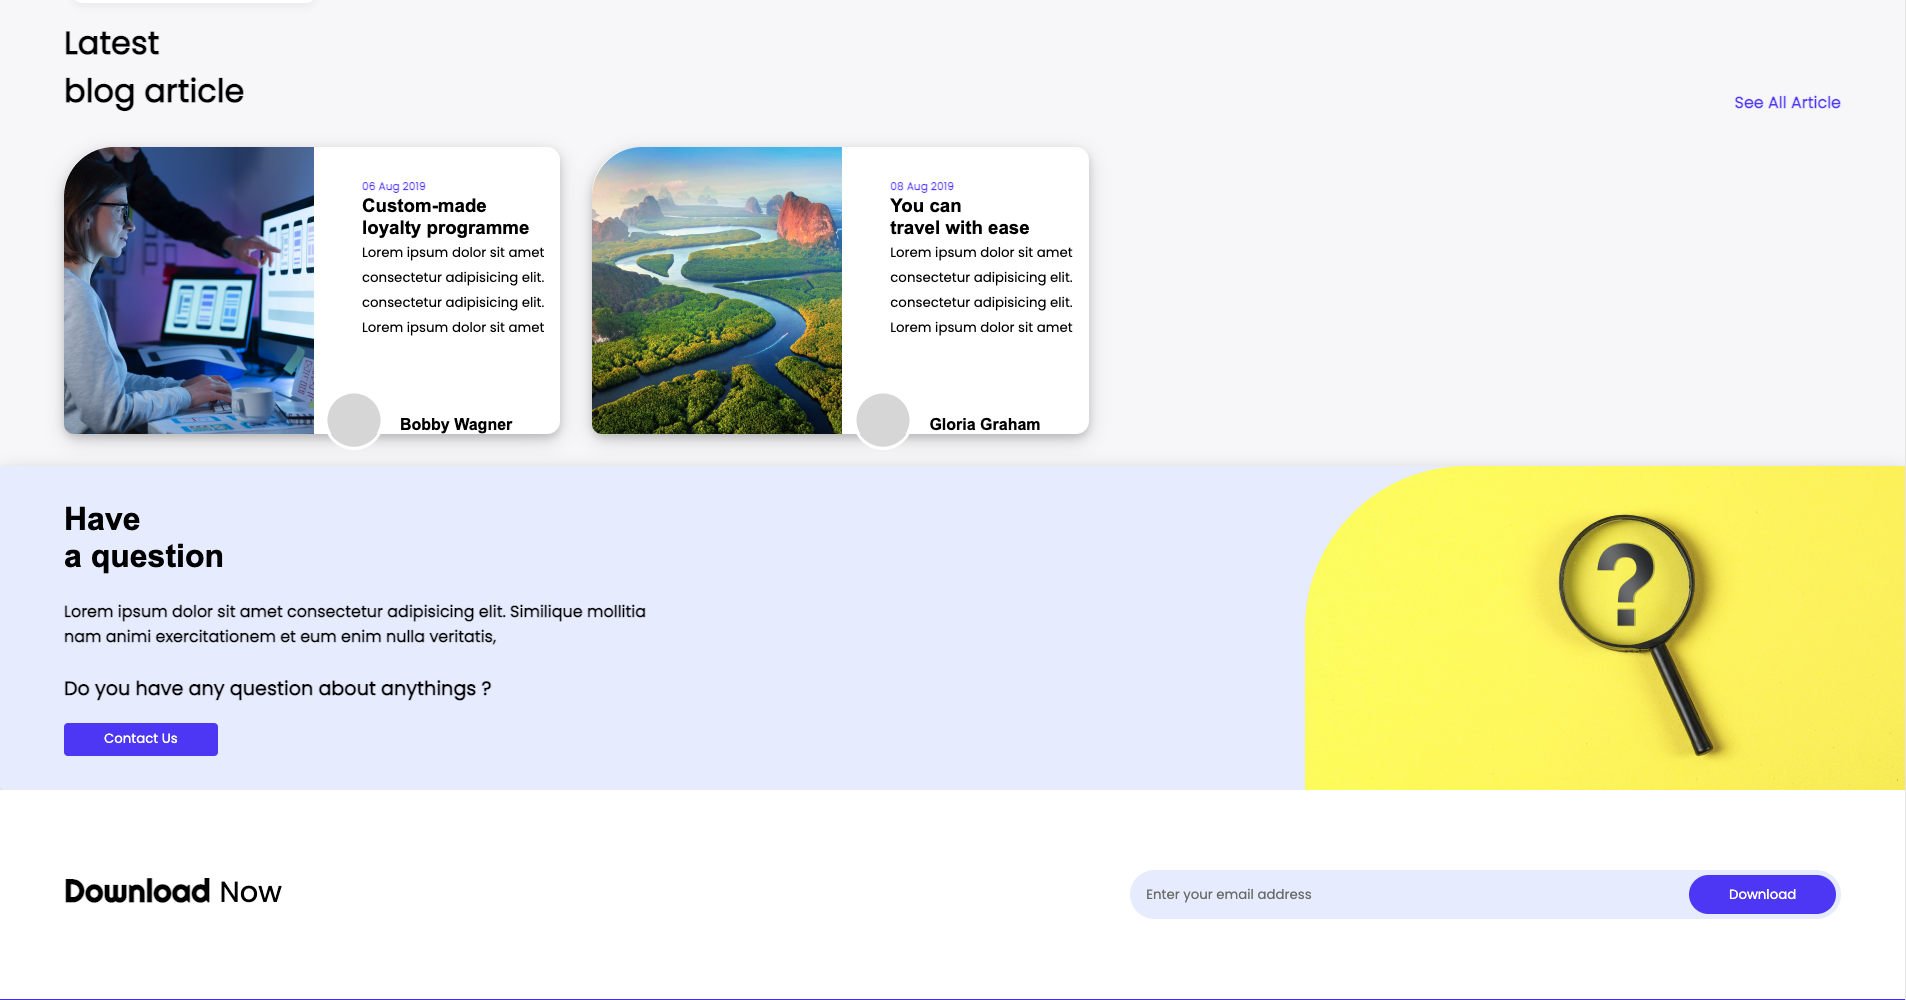 Latest
blog article
See All Article
06 Aug 2019
Custom-made
loyalty programme
Lorem ipsum dolor sit amet
consectetur adipisicing elit.
consectetur adipisicing elit.
Lorem ipsum dolor sit amet
Bobby Wagner
08 Aug 2019
You can
travel with ease
Lorem ipsum dolor sit amet
consectetur adipisicing elit.
consectetur adipisicing elit.
Lorem ipsum dolor sit amet
Gloria Graham
Have
a question
Lorem ipsum dolor sit amet consectetur adipisicing elit. Similique mollitia
nam animi exercitationem et eum enim nulla veritatis,
Do you have any question about anythings ?
Contact Us
?
Download Now
Enter your email address
Download